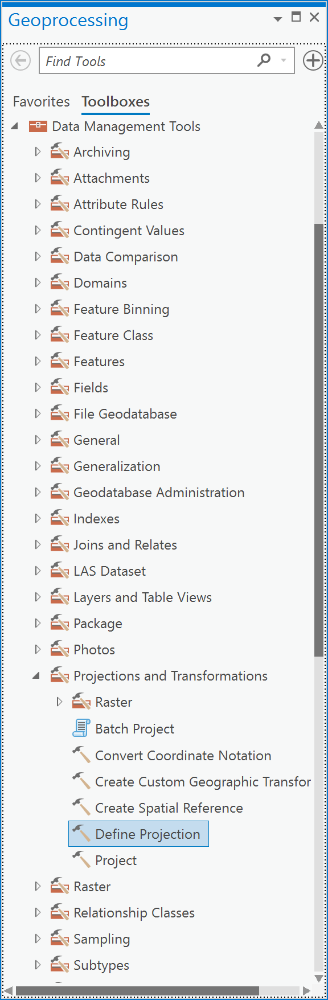 Geoprocessing
Find Tools
Favorites Toolboxes
Data Management Tools
Archiving
Attachments
Attribute Rules
Contingent Values
Data Comparison
Domains
Feature Binning
Feature Class
Features
Fields
File Geodatabase
General
Generalization
Geodatabase Administration
Indexes
Joins and Relates
LAS Dataset
Layers and Table Views
Package
Photos
Projections and Transformations
Raster
Batch Project
Convert Coordinate Notation
Create Custom Geographic Transfor
Create Spatial Reference
Define Projection
Project
Raster
Relationship Classes
Sampling
Subtypes